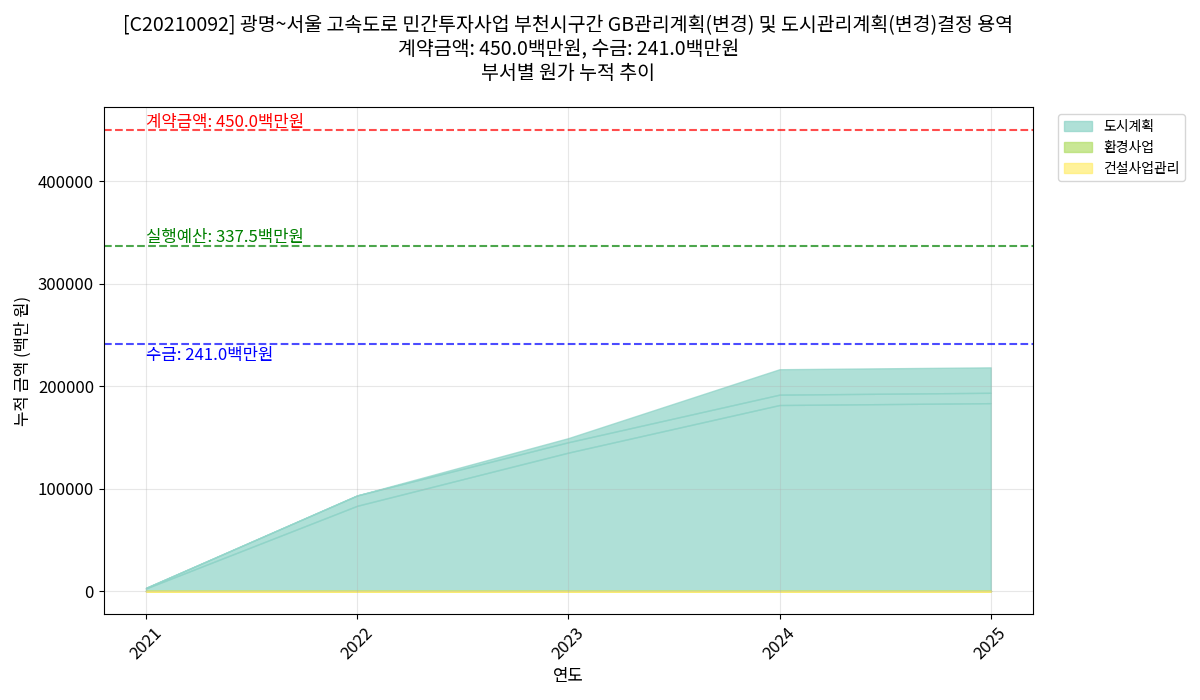 [C20210092] 광명~서울 고속도로 민간투자사업 부천시구간 GB관리계획(변경) 및 도시관리계획(변경)결정 용역
계약금액: 450.0백만원, 수금: 241.0백만원
부서별 원가 누적 추이
계약금액: 450.0백만원
실행예산: 337.5백만원
수금: 241.0백만원
도시계획
환경사업
건설사업관리
누적 금액 (백만 원)
400000
300000
200000
100000
0
2021
2022
2023
2024
2025
연도